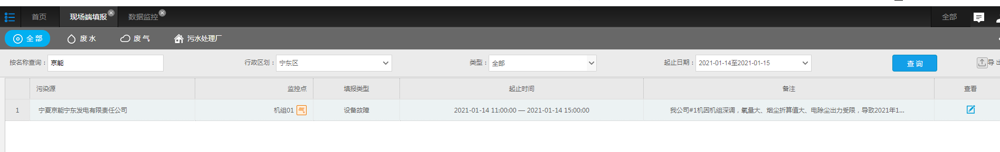 首页 现场端填报 数据监控 全部
全部 废水 废气 污水处理厂
按名称查询： 京能 行政区划： 宁东区 类型： 全部 起止日期： 2021-01-14至2021-01-15 查询 导出
污染源 监控点 填报类型 起止时间 备注 查看
1 宁夏京能宁东发电有限责任公司 机组01 气 设备故障 2021-01-14 11:00:00 — 2021-01-14 15:00:00 我公司#1机因机组深调，氧量大、烟尘折算值大、电除尘出力受限，导致2021年1...